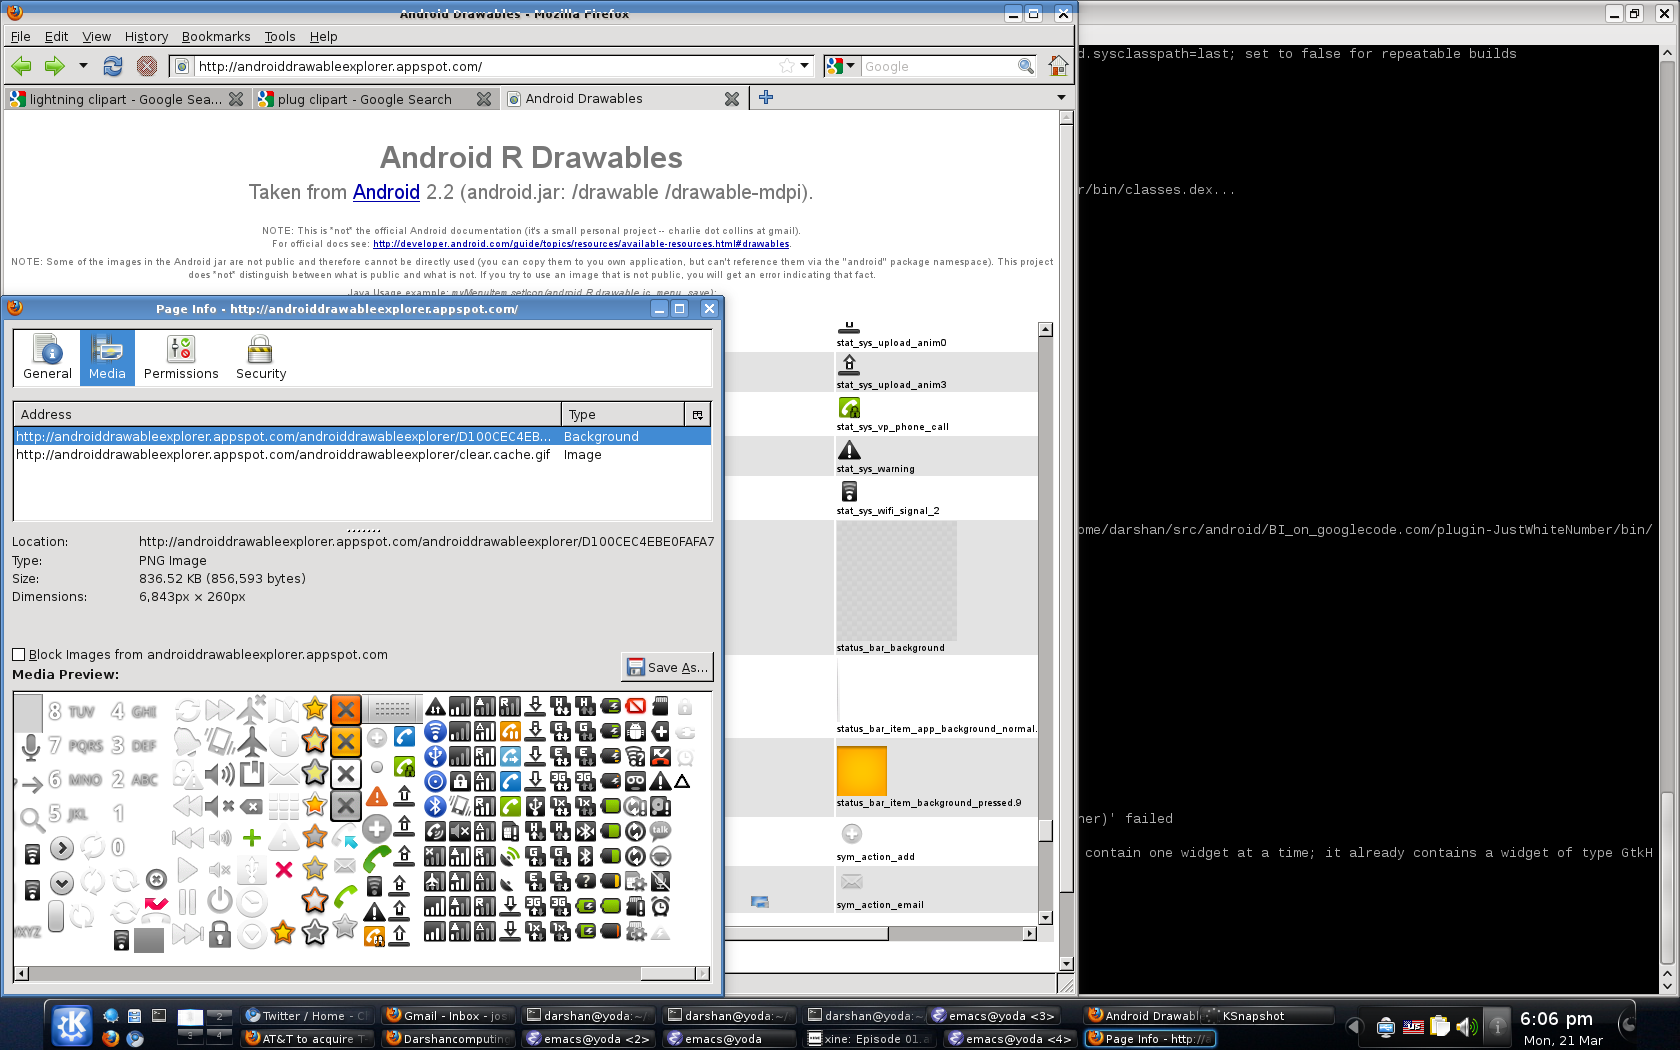 Android Drawables - Mozilla Firefox
File Edit View History Bookmarks Tools Help
http://androiddrawableexplorer.appspot.com/
Google
lightning clipart - Google Sea...
plug clipart - Google Search
Android Drawables
Android R Drawables
Taken from Android 2.2 (android.jar: /drawable /drawable-mdpi).
NOTE: This is *not* the official Android documentation (it's a small personal project -- charlie dot collins at gmail).
For official docs see: http://developer.android.com/guide/topics/resources/available-resources.html#drawables.
NOTE: Some of the images in the Android jar are not public and therefore cannot be directly used (you can copy them to you own application, but can't reference them via the "android" package namespace). This project
does *not* distinguish between what is public and what is not. If you try to use an image that is not public, you will get an error indicating that fact.
Java Usage example: myMenuItem.setIcon(android.R.drawable.ic_menu_save);
d.sysclasspath=last; set to false for repeatable builds
r/bin/classes.dex...
ome/darshan/src/android/BI_on_googlecode.com/plugin-JustWhiteNumber/bin/
ner)' failed
contain one widget at a time; it already contains a widget of type GtkH
stat_sys_upload_anim0
stat_sys_upload_anim3
stat_sys_vp_phone_call
stat_sys_warning
stat_sys_wifi_signal_2
status_bar_background
status_bar_item_app_background_normal.
status_bar_item_background_pressed.9
sym_action_add
sym_action_email
Page Info - http://androiddrawableexplorer.appspot.com/
General Media Permissions Security
Address Type
http://androiddrawableexplorer.appspot.com/androiddrawableexplorer/D100CEC4EB... Background
http://androiddrawableexplorer.appspot.com/androiddrawableexplorer/clear.cache.gif Image
Location: http://androiddrawableexplorer.appspot.com/androiddrawableexplorer/D100CEC4EBE0FAFA7
Type: PNG Image
Size: 836.52 KB (856,593 bytes)
Dimensions: 6,843px × 260px
Block Images from androiddrawableexplorer.appspot.com
Save As...
Media Preview:
8 TUV 4 GHI
7 PQRS 3 DEF
6 MNO 2 ABC
5 JKL 1
0
WXYZ
talk
Twitter / Home - C
Gmail - Inbox - jos
darshan@yoda:~/
darshan@yoda:~/
darshan@yoda:~
emacs@yoda <3>
Android Drawabl
KSnapshot
AT&T to acquire T-
Darshancomputing
emacs@yoda <2>
emacs@yoda
xine: Episode 01.a
emacs@yoda <4>
Page Info - http://a
1 2
3 4
US
6:06 pm
Mon, 21 Mar